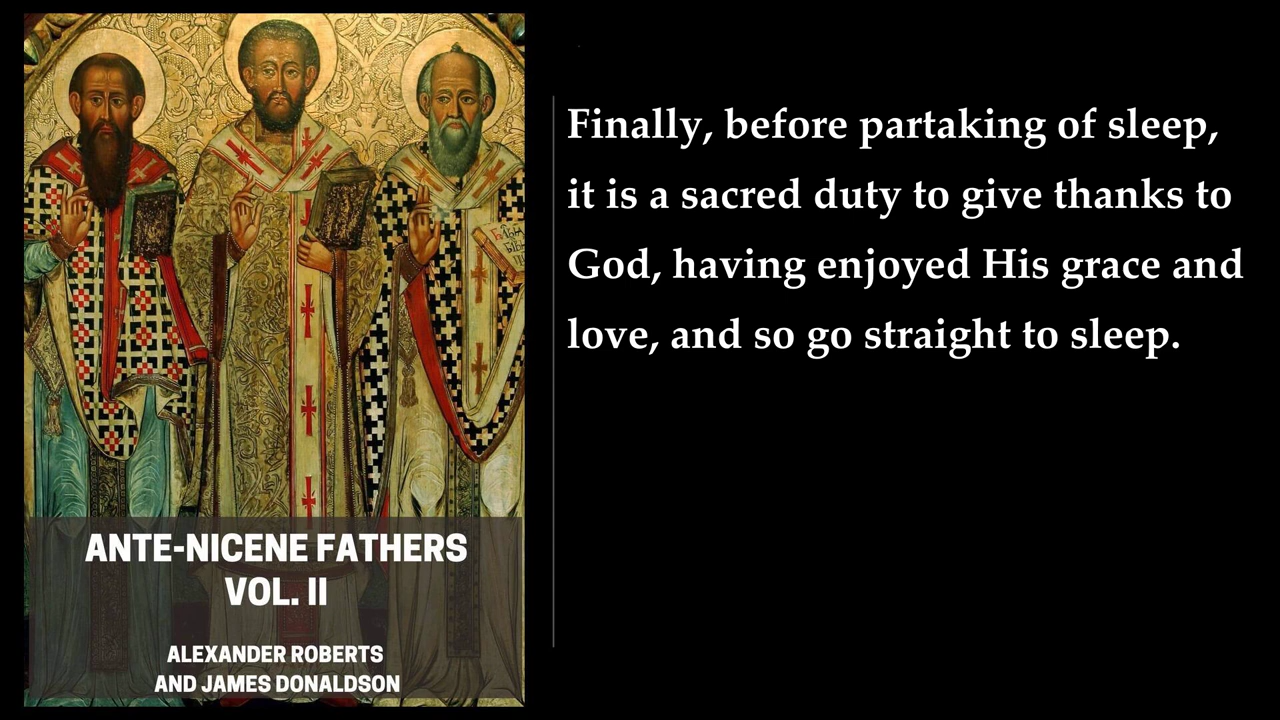 ANTE-NICENE FATHERS
VOL. II
ALEXANDER ROBERTS
AND JAMES DONALDSON
Finally, before partaking of sleep,
it is a sacred duty to give thanks to
God, having enjoyed His grace and
love, and so go straight to sleep.